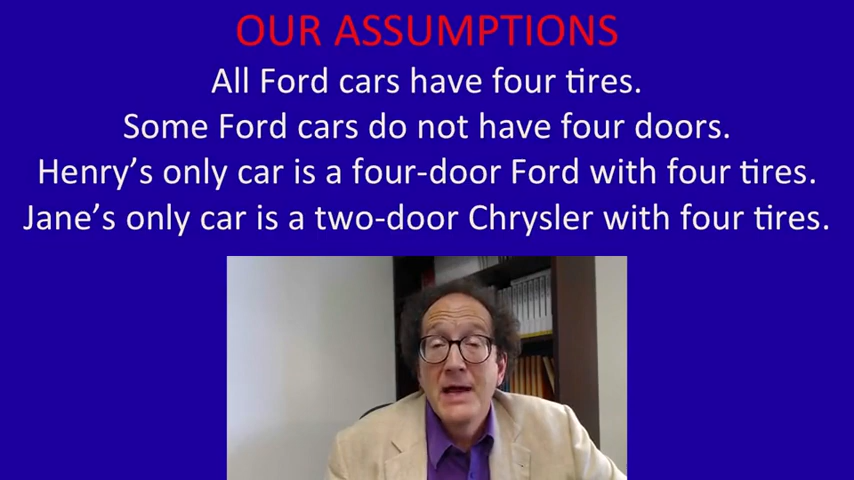 OUR ASSUMPTIONS
All Ford cars have four tires.
Some Ford cars do not have four doors.
Henry’s only car is a four-door Ford with four tires.
Jane’s only car is a two-door Chrysler with four tires.